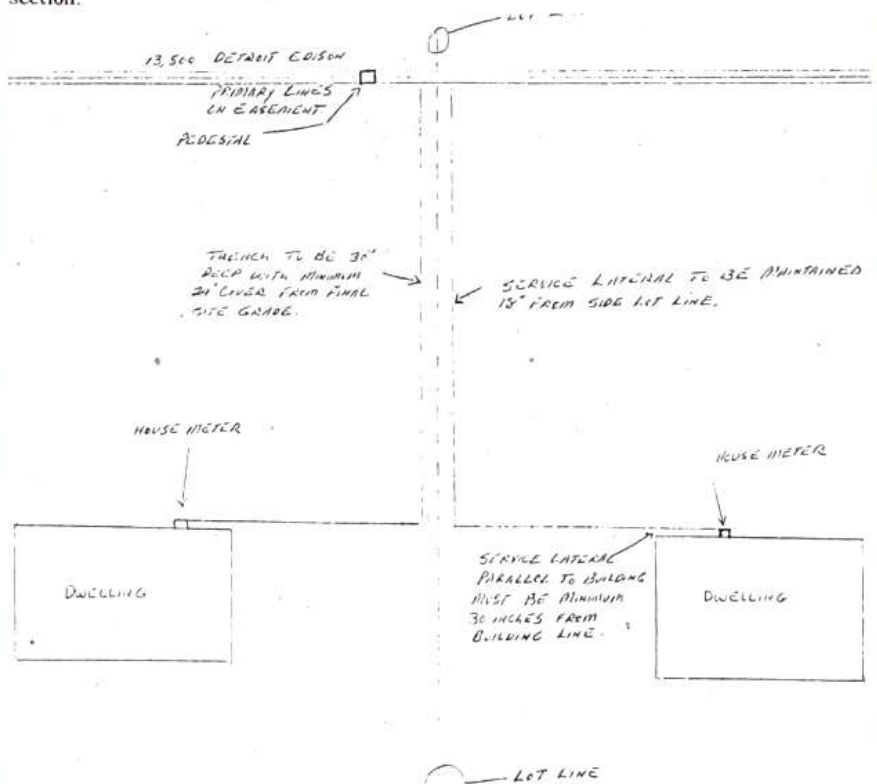 section.
LOT
13,500 DETROIT EDISON
PRIMARY LINES
ON EASEMENT
PEDESTAL
TRENCH TO BE 30"
DEEP WITH MINIMUM
24" COVER FROM FINAL
SITE GRADE.
SERVICE LATERAL TO BE MAINTAINED
18" FROM SIDE LOT LINE.
HOUSE METER
HOUSE METER
SERVICE LATERAL
PARALLEL TO BUILDING
MUST BE MINIMUM
30 INCHES FROM
BUILDING LINE.
DWELLING
DWELLING
LOT LINE